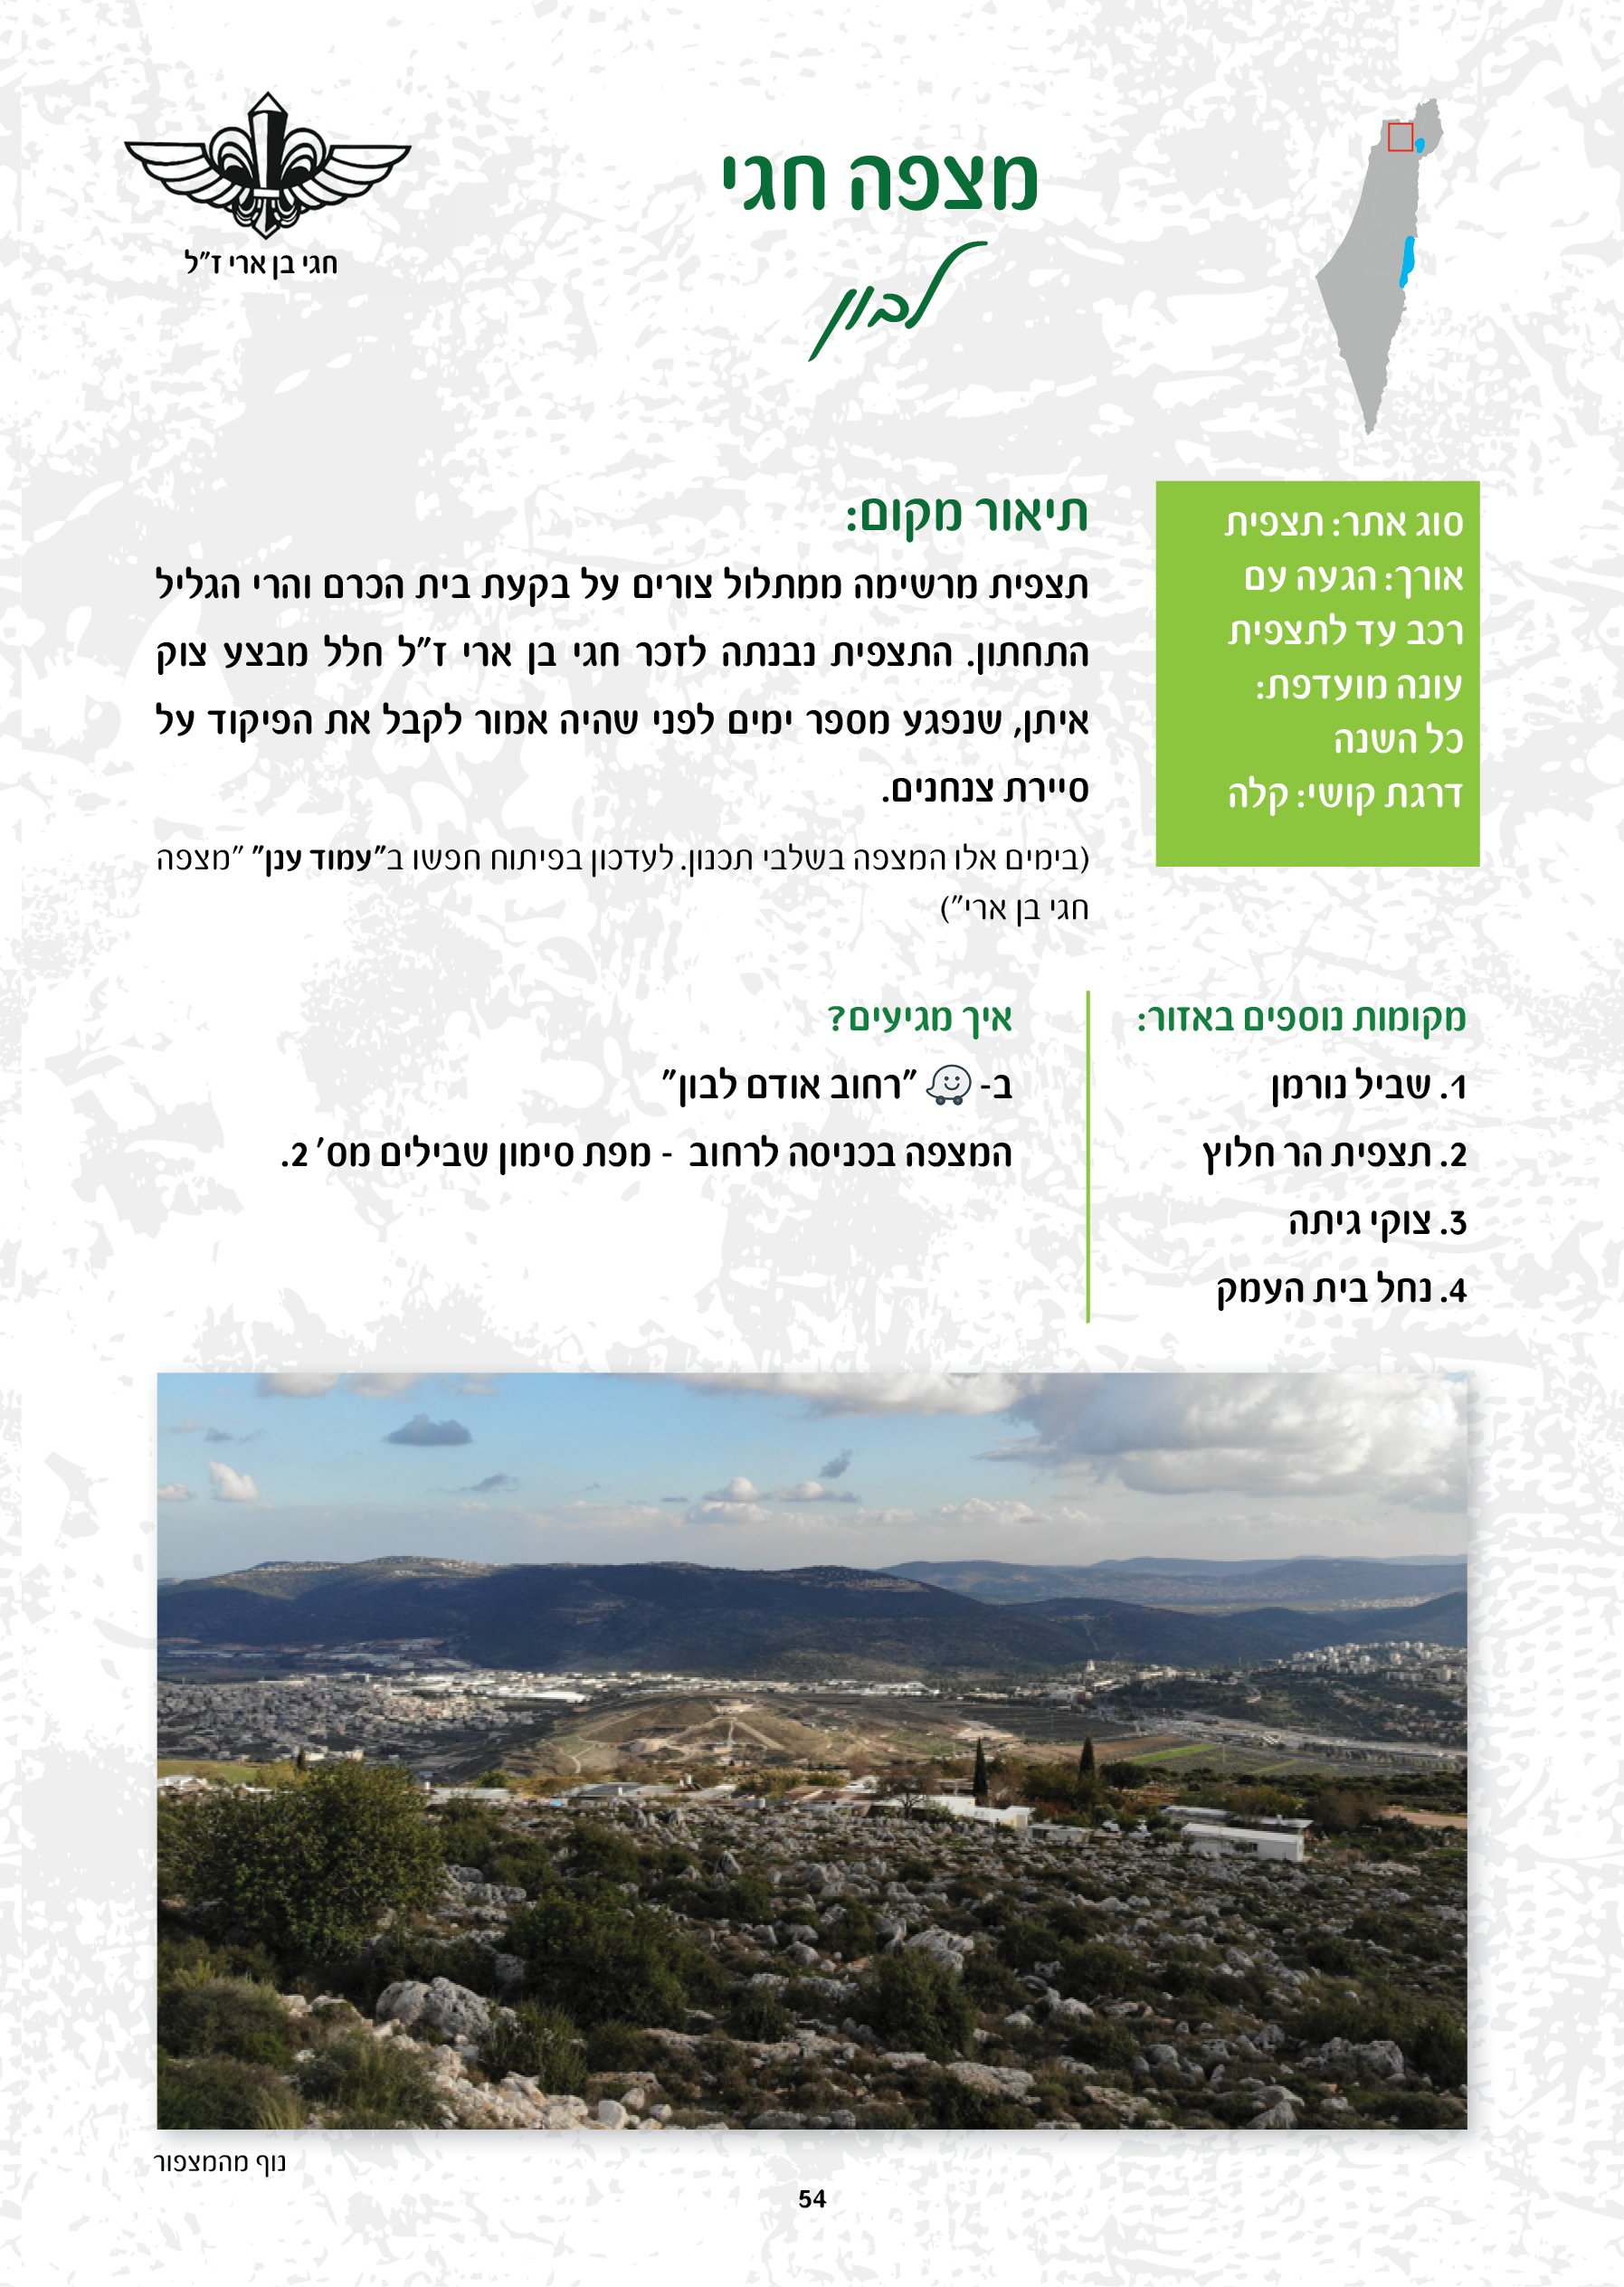 מצפה חגי
לבון
חגי בן ארי ז"ל
סוג אתר: תצפית
אורך: הגעה עם
רכב עד לתצפית
עונה מועדפת:
כל השנה
דרגת קושי: קלה
תיאור מקום:
תצפית מרשימה ממתלול צורים על בקעת בית הכרם והרי הגליל
התחתון. התצפית נבנתה לזכר חגי בן ארי ז"ל חלל מבצע צוק
איתן, שנפגע מספר ימים לפני שהיה אמור לקבל את הפיקוד על
סיירת צנחנים.
(בימים אלו המצפה בשלבי תכנון. לעדכון בפיתוח חפשו ב"עמוד ענן" "מצפה
חגי בן ארי")
מקומות נוספים באזור:
1. שביל נורמן
2. תצפית הר חלוץ
3. צוקי גיתה
4. נחל בית העמק
איך מגיעים?
ב- "רחוב אודם לבון"
המצפה בכניסה לרחוב - מפת סימון שבילים מס' 2.
נוף מהמצפור
54